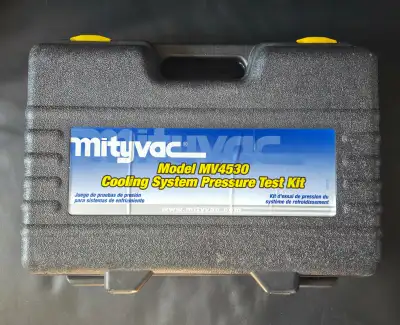 mityvac
mityvac
Model MV4530
Cooling System Pressure Test Kit
Juego de pruebas de presión
para sistemas de enfriamiento
Kit d'essai de pression du
système de refroidissement
www.mityvac.com